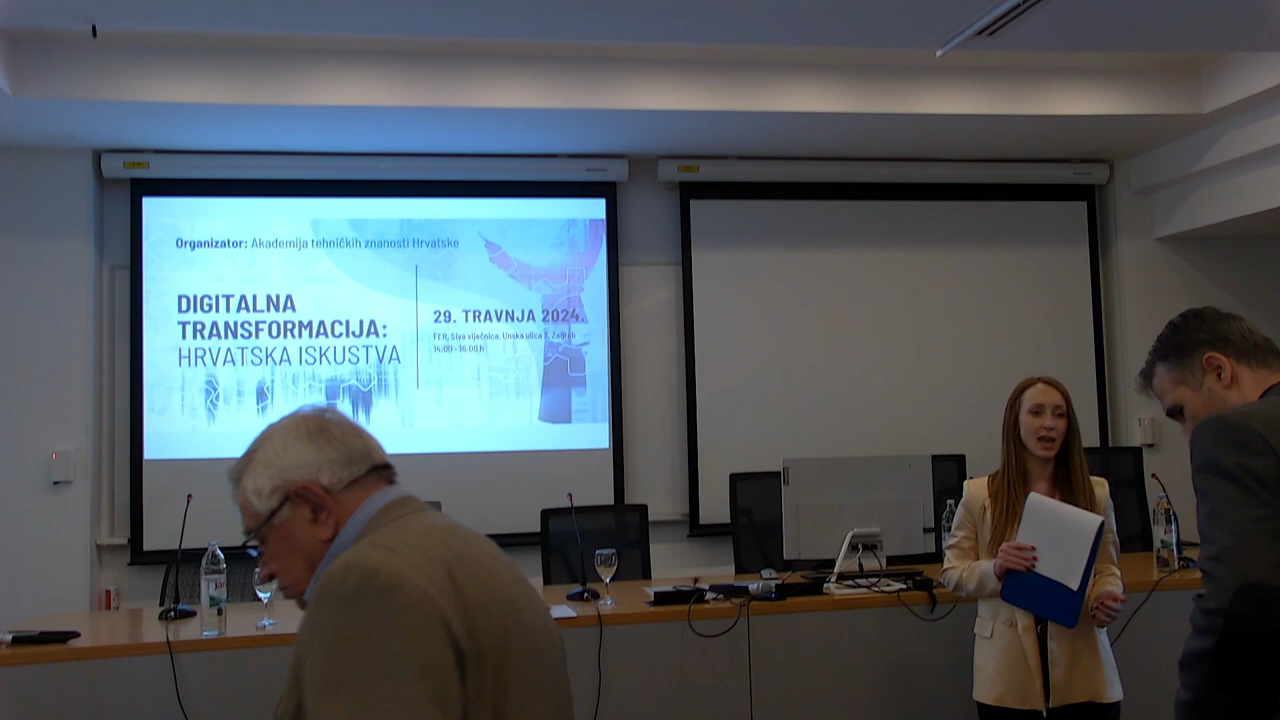 Organizator: Akademija tehničkih znanosti Hrvatske
DIGITALNA
TRANSFORMACIJA:
HRVATSKA ISKUSTVA
29. TRAVNJA 2024.
FER, Siva vijećnica, Unska ulica 3, Zagreb
14:00 - 16:00 h